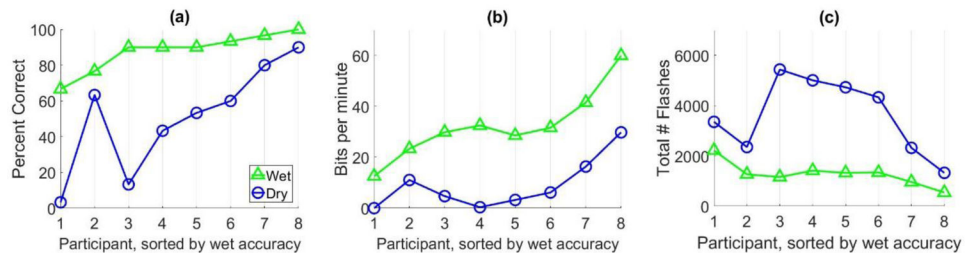 (a)
Percent Correct
100
80
60
40
20
0
Wet
Dry
1 2 3 4 5 6 7 8
Participant, sorted by wet accuracy
(b)
Bits per minute
60
40
20
0
1 2 3 4 5 6 7 8
Participant, sorted by wet accuracy
(c)
Total # Flashes
6000
4000
2000
0
1 2 3 4 5 6 7 8
Participant, sorted by wet accuracy